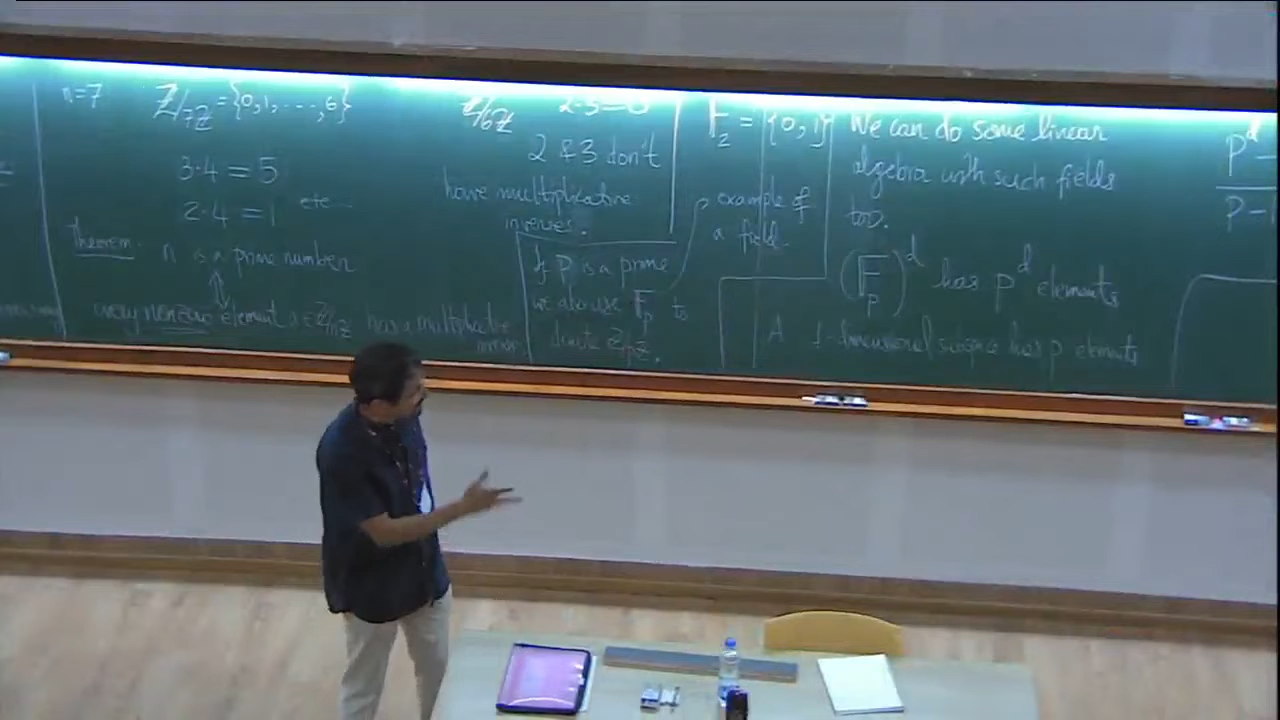 n=7
Z/7Z = {0,1,....,6}
3·4 = 5
2·4 = 1 etc...
Theorem. n is a prime number
↕
every nonzero element a ∈ Z/nZ has a multiplicative
inverse
Z/6Z 2·3=0
2 & 3 don't
have multiplicative
inverses.
If p is a prime
we also use F_p to
denote Z/pZ.
F_2 = {0,1}
example of
a field.
We can do some linear
algebra with such fields
too.
(F_p)^d has p^d elements
A 1-dimensional subspace has p elements
p^d -
p-1